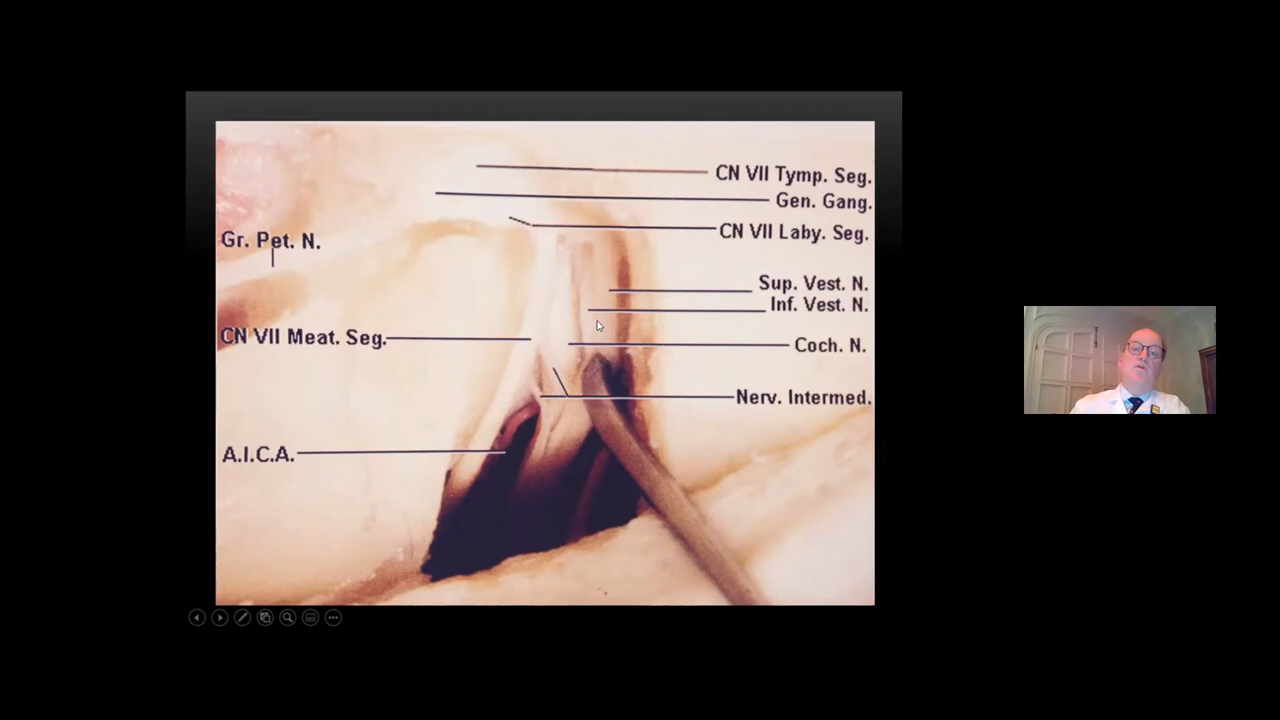 CN VII Tymp. Seg.
Gen. Gang.
CN VII Laby. Seg.
Gr. Pet. N.
Sup. Vest. N.
Inf. Vest. N.
CN VII Meat. Seg.
Coch. N.
Nerv. Intermed.
A.I.C.A.